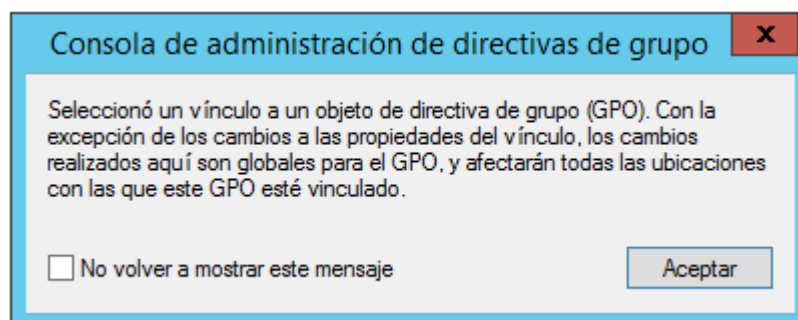 Consola de administración de directivas de grupo
x
Seleccionó un vínculo a un objeto de directiva de grupo (GPO). Con la
excepción de los cambios a las propiedades del vínculo, los cambios
realizados aquí son globales para el GPO, y afectarán todas las ubicaciones
con las que este GPO esté vinculado.
No volver a mostrar este mensaje
Aceptar